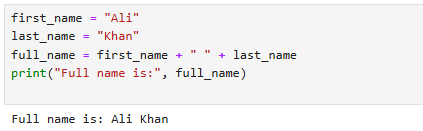 first_name = "Ali"
last_name = "Khan"
full_name = first_name + " " + last_name
print("Full name is:", full_name)
Full name is: Ali Khan